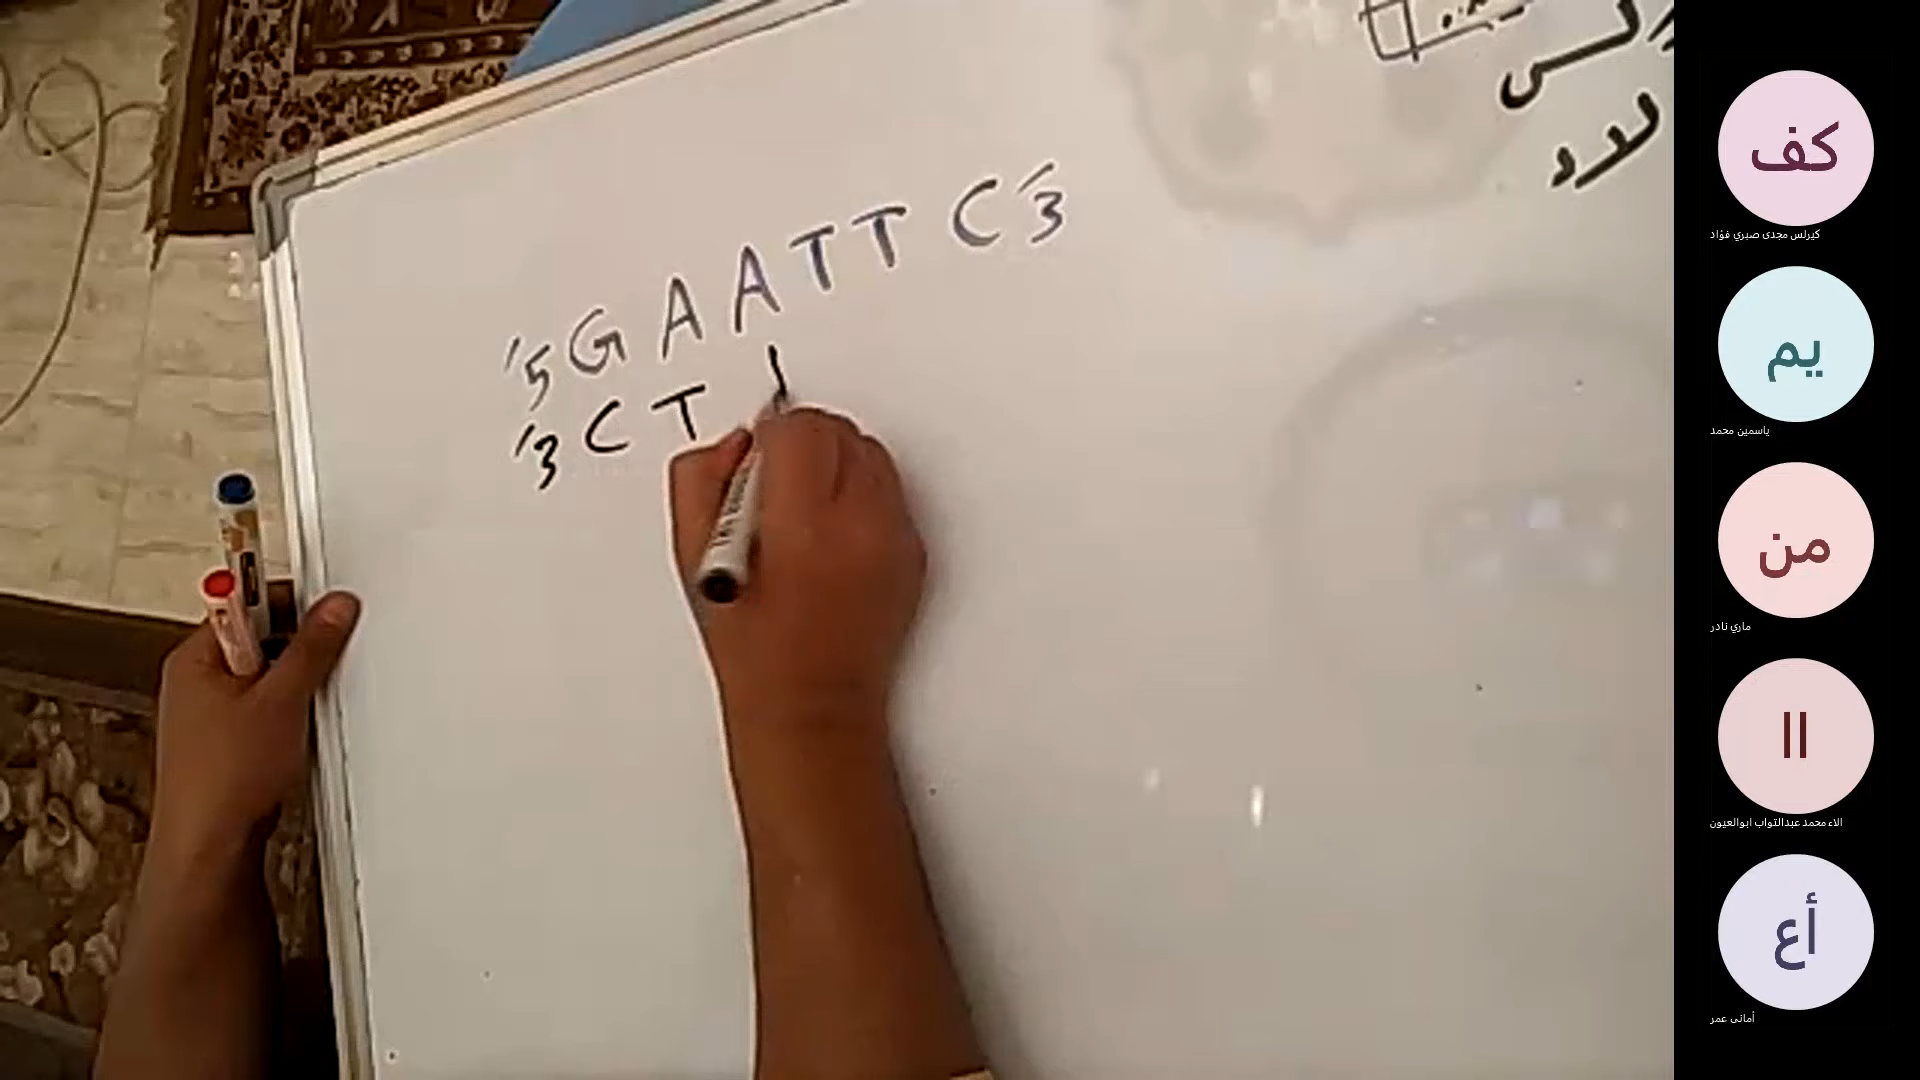 '5 G A A T T C '3
'3 C T
كف
كيرلس مجدى صبري فؤاد
يم
ياسمين محمد
من
ماري نادر
اا
الاء محمد عبدالتواب ابوالعيون
أع
أمانى عمر